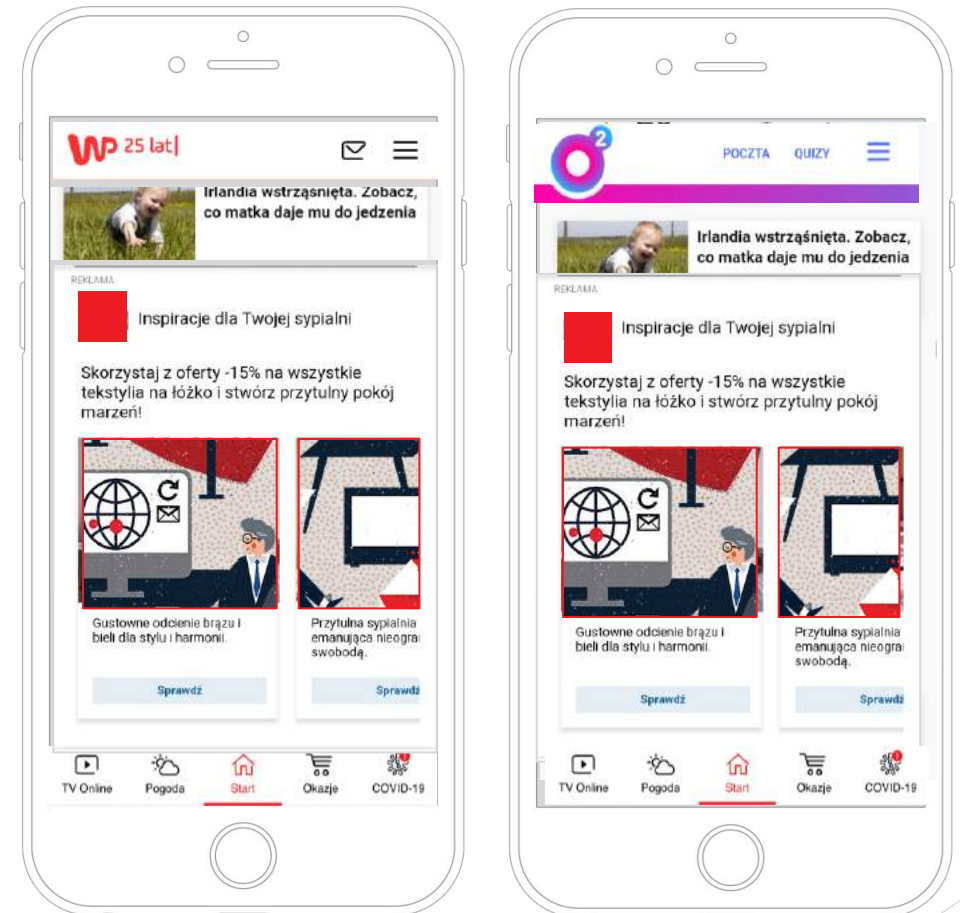 WP 25 lat|
Irlandia wstrząśnięta. Zobacz,
co matka daje mu do jedzenia
REKLAMA
Inspiracje dla Twojej sypialni
Skorzystaj z oferty -15% na wszystkie
tekstylia na łóżko i stwórz przytulny pokój
marzeń!
Gustowne odcienie brązu i
bieli dla stylu i harmonii.
Sprawdź
Przytulna sypialnia
emanująca nieogra
swobodą.
Sprawdź
TV Online
Pogoda
Start
Okazje
COVID-19
O2
POCZTA
QUIZY
Irlandia wstrząśnięta. Zobacz,
co matka daje mu do jedzenia
REKLAMA
Inspiracje dla Twojej sypialni
Skorzystaj z oferty -15% na wszystkie
tekstylia na łóżko i stwórz przytulny pokój
marzeń!
Gustowne odcienie brązu i
bieli dla stylu i harmonii.
Sprawdź
Przytulna sypialnia
emanująca nieogra
swobodą.
Sprawdź
TV Online
Pogoda
Start
Okazje
COVID-19